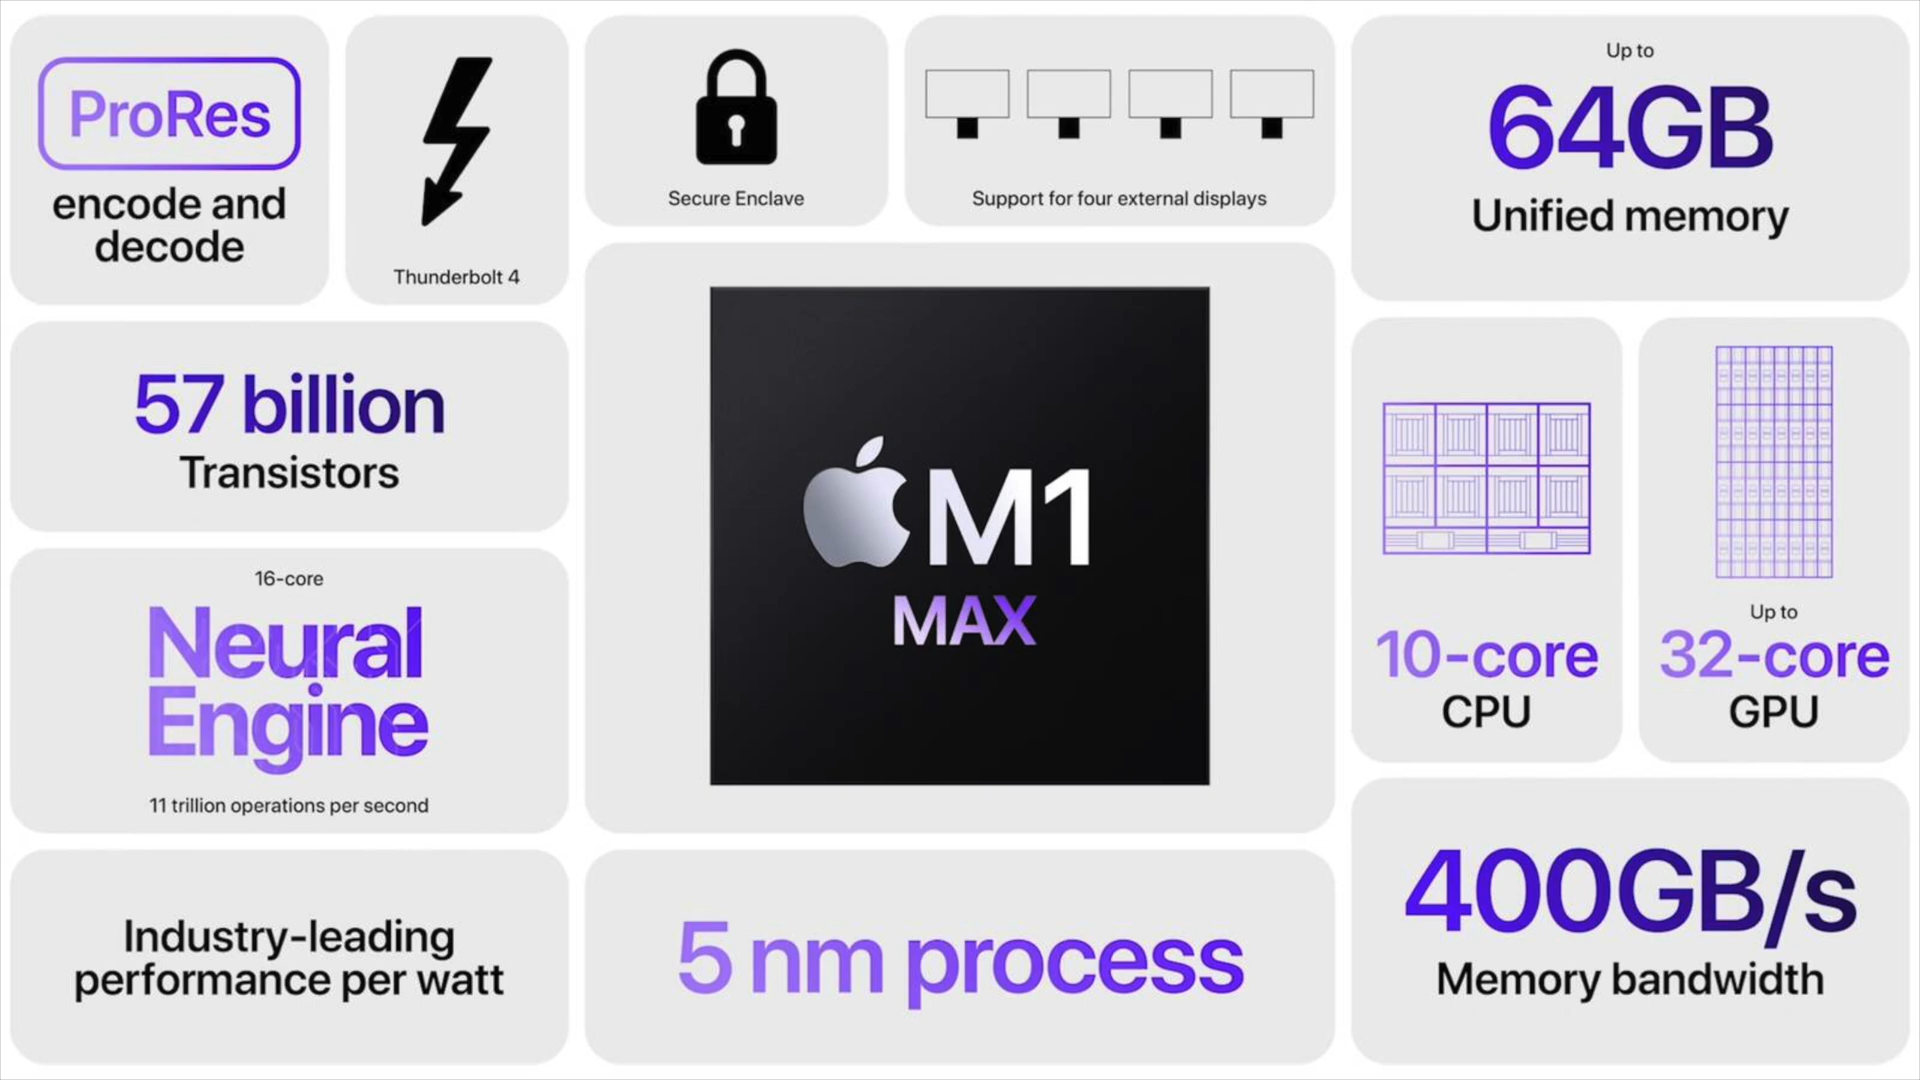 ProRes
encode and
decode
Thunderbolt 4
Secure Enclave
Support for four external displays
Up to
64GB
Unified memory
57 billion
Transistors
M1
MAX
10-core
CPU
Up to
32-core
GPU
16-core
Neural
Engine
11 trillion operations per second
Industry-leading
performance per watt
5 nm process
400GB/s
Memory bandwidth